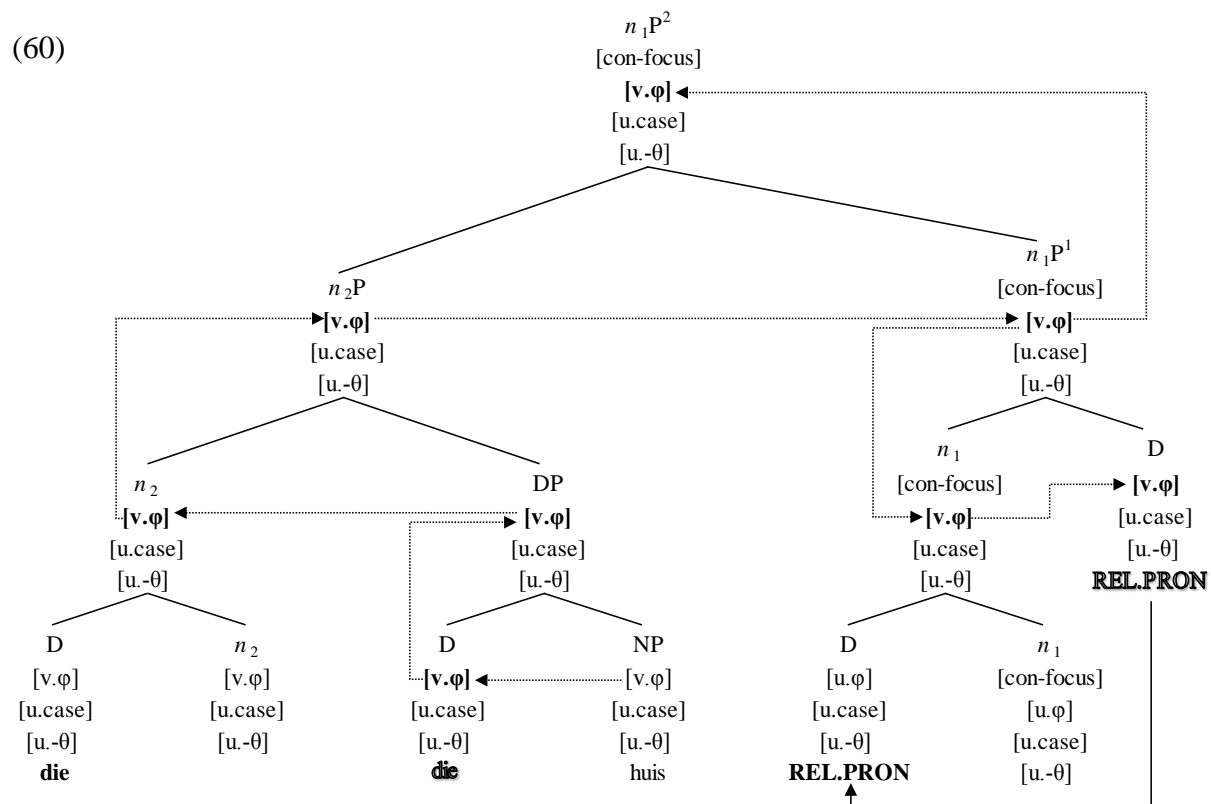 (60)
n₁P²
[con-focus]
[v.φ]
[u.case]
[u.-θ]
n₂P n₁P¹
[v.φ] [con-focus]
[u.case] [v.φ]
[u.-θ] [u.case]
[u.-θ]
n₂ DP n₁ D
[v.φ] [v.φ] [con-focus] [v.φ]
[u.case] [u.case] [v.φ] [u.case]
[u.-θ] [u.-θ] [u.case] [u.-θ]
[u.-θ] REL.PRON
D n₂ D NP D n₁
[v.φ] [v.φ] [v.φ] [v.φ] [u.φ] [con-focus]
[u.case] [u.case] [u.case] [u.case] [u.case] [u.φ]
[u.-θ] [u.-θ] [u.-θ] [u.-θ] [u.-θ] [u.case]
die die huis REL.PRON [u.-θ]